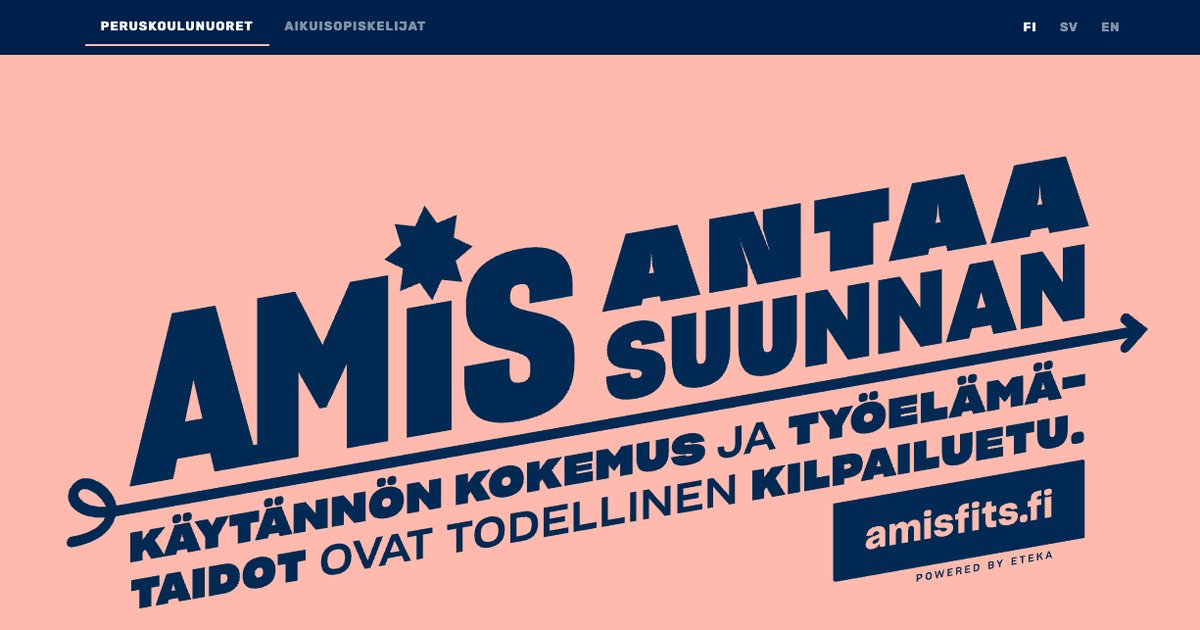 PERUSKOULUNUORET AIKUISOPISKELIJAT FI SV EN
AMiS ANTAA
SUUNNAN
KÄYTÄNNÖN KOKEMUS JA TYÖELÄMÄ-
TAIDOT OVAT TODELLINEN KILPAILUETU.
amisfits.fi
POWERED BY ETEKA